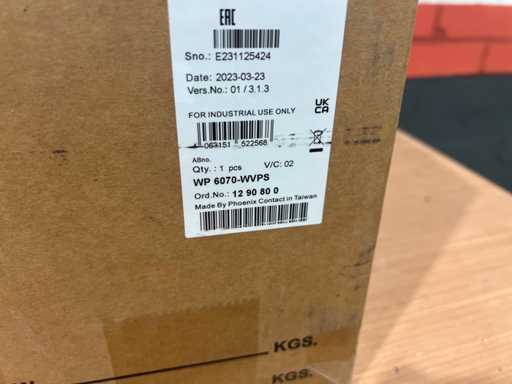 EAC
Sno.: E231125424
Date: 2023-03-23
Vers.No.: 01 / 3.1.3
FOR INDUSTRIAL USE ONLY
UK
CA
4 063151 522568
ABno.
Qty. : 1 pcs V/C: 02
WP 6070-WVPS
Ord.No.: 12 90 80 0
Made By Phoenix Contact in Taiwan
KGS.
KGS.